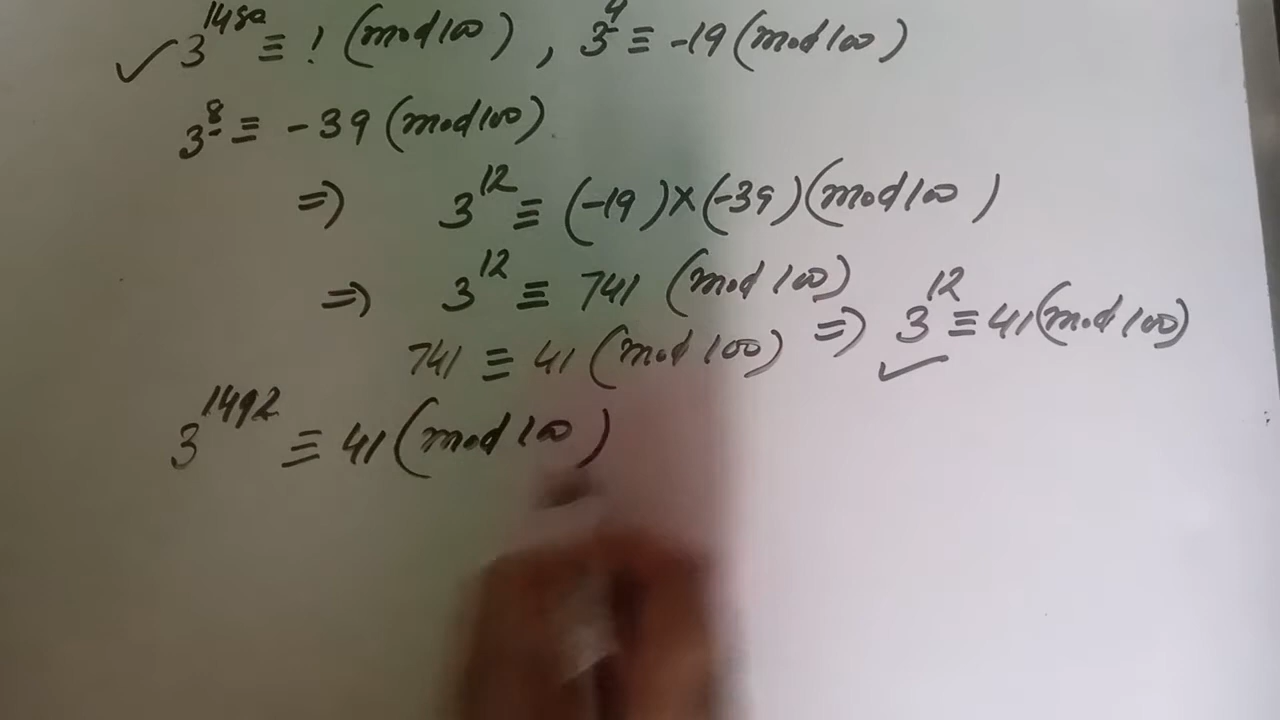 ✓ 3^1480 ≡ ! (mod 100), 3^4 ≡ -19 (mod 100)
3^8 ≡ -39 (mod 100)
⇒ 3^12 ≡ (-19) × (-39) (mod 100)
⇒ 3^12 ≡ 741 (mod 100)
741 ≡ 41 (mod 100) ⇒ 3^12 ≡ 41 (mod 100)
3^1492 ≡ 41 (mod 100)